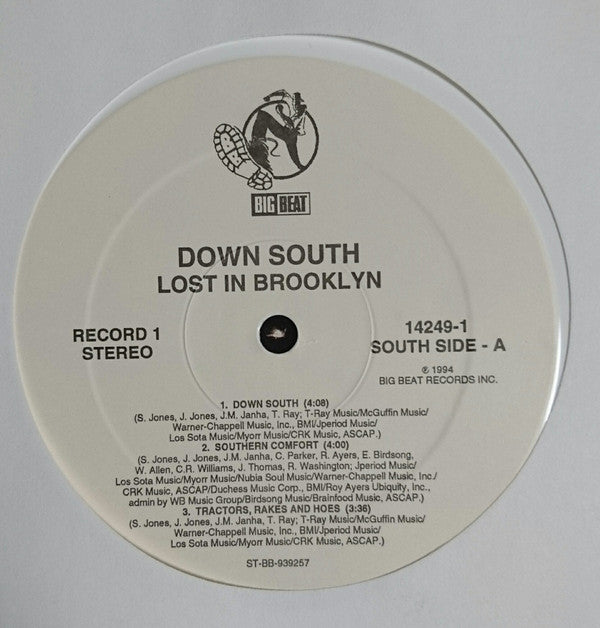 BIG BEAT
DOWN SOUTH
LOST IN BROOKLYN
RECORD 1
STEREO
14249-1
SOUTH SIDE - A
℗ 1994
BIG BEAT RECORDS INC.
1. DOWN SOUTH (4:08)
(S. Jones, J. Jones, J.M. Janha, T. Ray; T-Ray Music/McGuffin Music/
Warner-Chappell Music, Inc., BMI/Jperiod Music/
Los Sota Music/Myorr Music/CRK Music, ASCAP.)
2. SOUTHERN COMFORT (4:00)
(S. Jones, J. Jones, J.M. Janha, C. Parker, R. Ayers, E. Birdsong,
W. Allen, C.R. Williams, J. Thomas, R. Washington; Jperiod Music/
Los Sota Music/Myorr Music/Nubia Soul Music/Warner-Chappell Music, Inc./
CRK Music, ASCAP/Duchess Music Corp., BMI/Roy Ayers Ubiquity, Inc.,
admin by WB Music Group/Birdsong Music/Brainfood Music, ASCAP.)
3. TRACTORS, RAKES AND HOES (3:36)
(S. Jones, J. Jones, J.M. Janha, T. Ray; T-Ray Music/McGuffin Music/
Warner-Chappell Music, Inc., BMI/Jperiod Music/
Los Sota Music/Myorr Music/CRK Music, ASCAP.)
ST-BB-939257